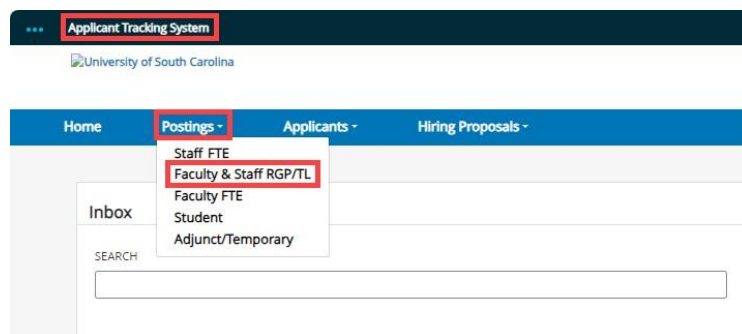 ••• Applicant Tracking System
University of South Carolina
Home Postings Applicants Hiring Proposals
Staff FTE
Faculty & Staff RGP/TL
Faculty FTE
Student
Adjunct/Temporary
Inbox
SEARCH